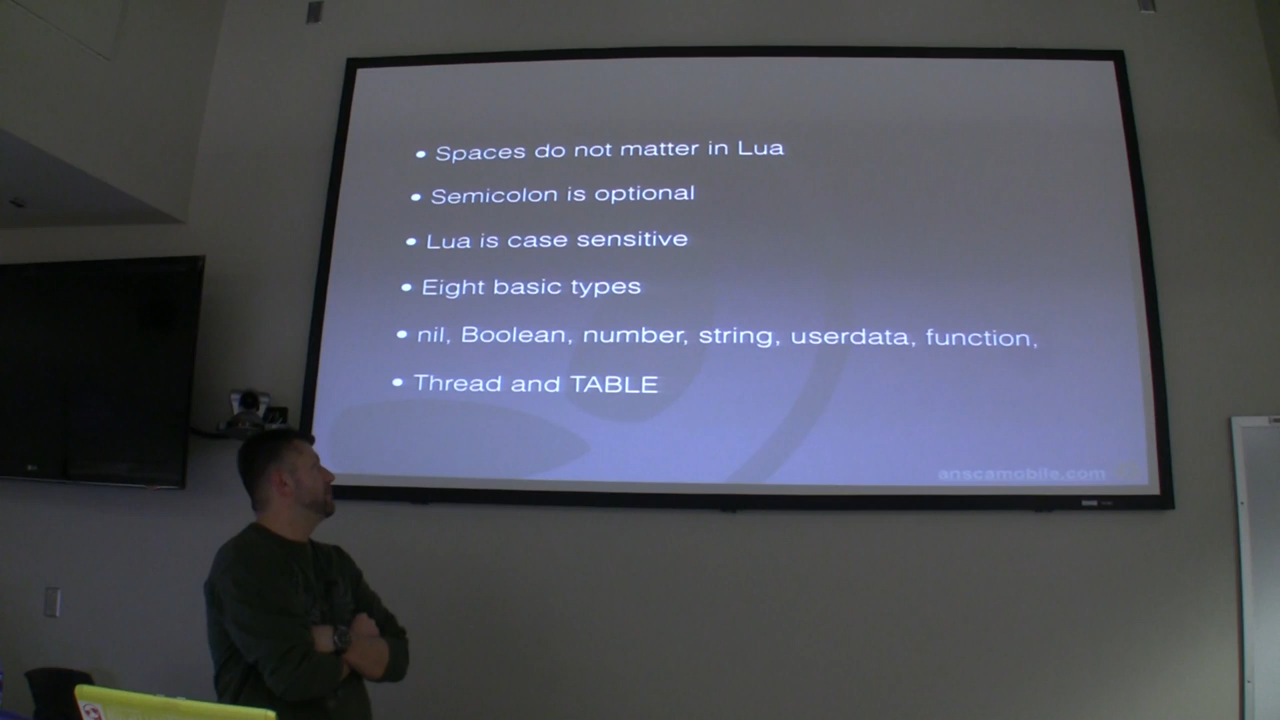 • Spaces do not matter in Lua
• Semicolon is optional
• Lua is case sensitive
• Eight basic types
• nil, Boolean, number, string, userdata, function,
• Thread and TABLE
anscamobile.com